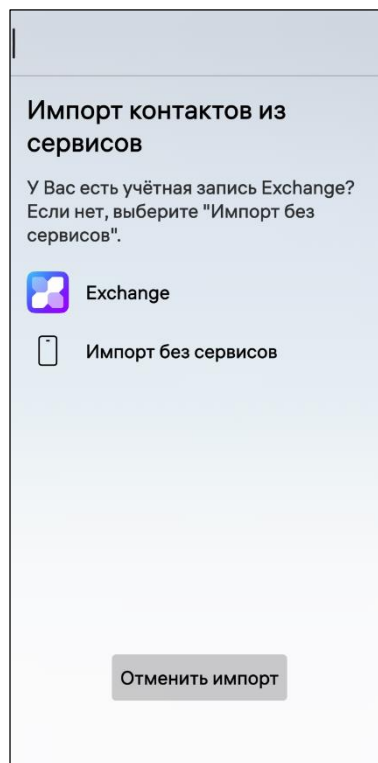 Импорт контактов из
сервисов
У Вас есть учётная запись Exchange?
Если нет, выберите "Импорт без
сервисов".
Exchange
Импорт без сервисов
Отменить импорт